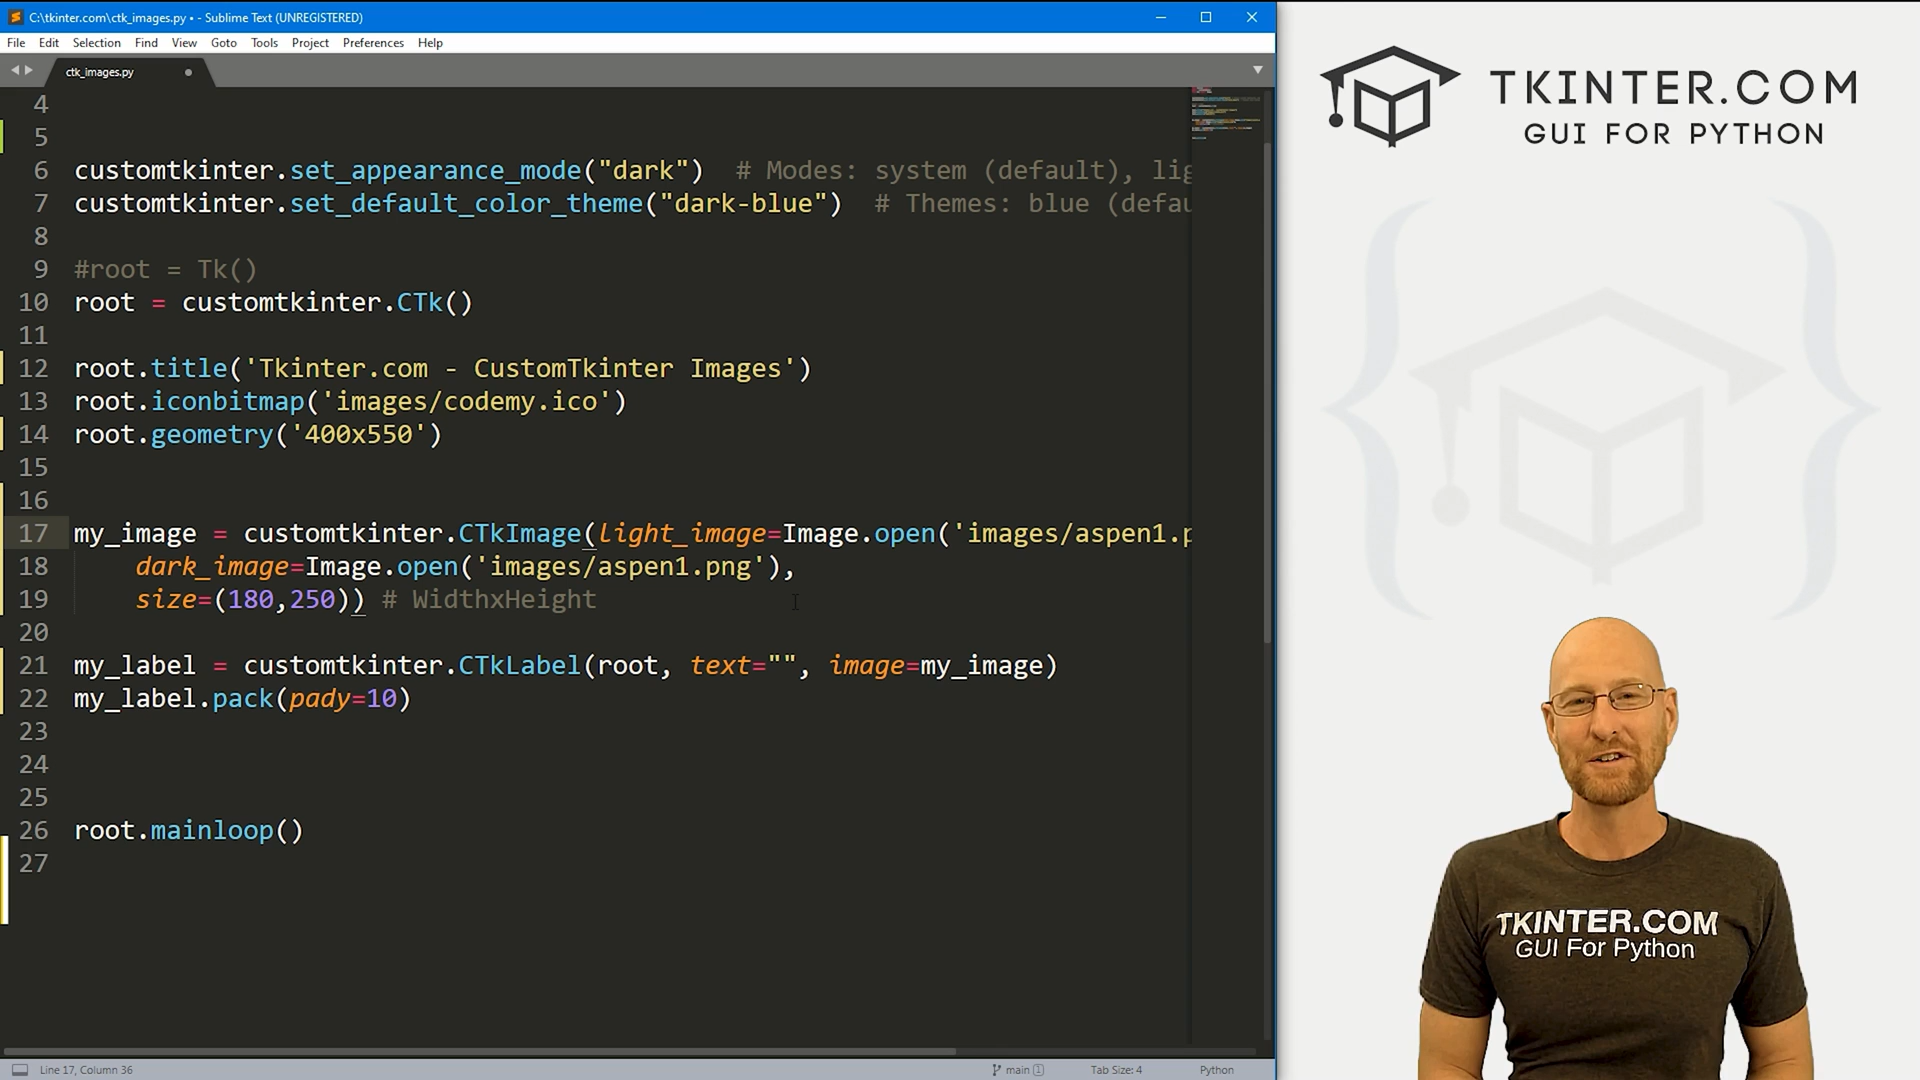 C:\tkinter.com\ctk_images.py • - Sublime Text (UNREGISTERED)
File Edit Selection Find View Goto Tools Project Preferences Help
ctk_images.py
4
5
6 customtkinter.set_appearance_mode("dark")  # Modes: system (default), lig
7 customtkinter.set_default_color_theme("dark-blue")  # Themes: blue (defau
8
9 #root = Tk()
10 root = customtkinter.CTk()
11
12 root.title('Tkinter.com - CustomTkinter Images')
13 root.iconbitmap('images/codemy.ico')
14 root.geometry('400x550')
15
16
17 my_image = customtkinter.CTkImage(light_image=Image.open('images/aspen1.p
18     dark_image=Image.open('images/aspen1.png'),
19     size=(180,250)) # WidthxHeight
20
21 my_label = customtkinter.CTkLabel(root, text="", image=my_image)
22 my_label.pack(pady=10)
23
24
25
26 root.mainloop()
27
Line 17, Column 36
main 1
Tab Size: 4
Python
TKINTER.COM
GUI FOR PYTHON
TKINTER.COM
GUI For Python